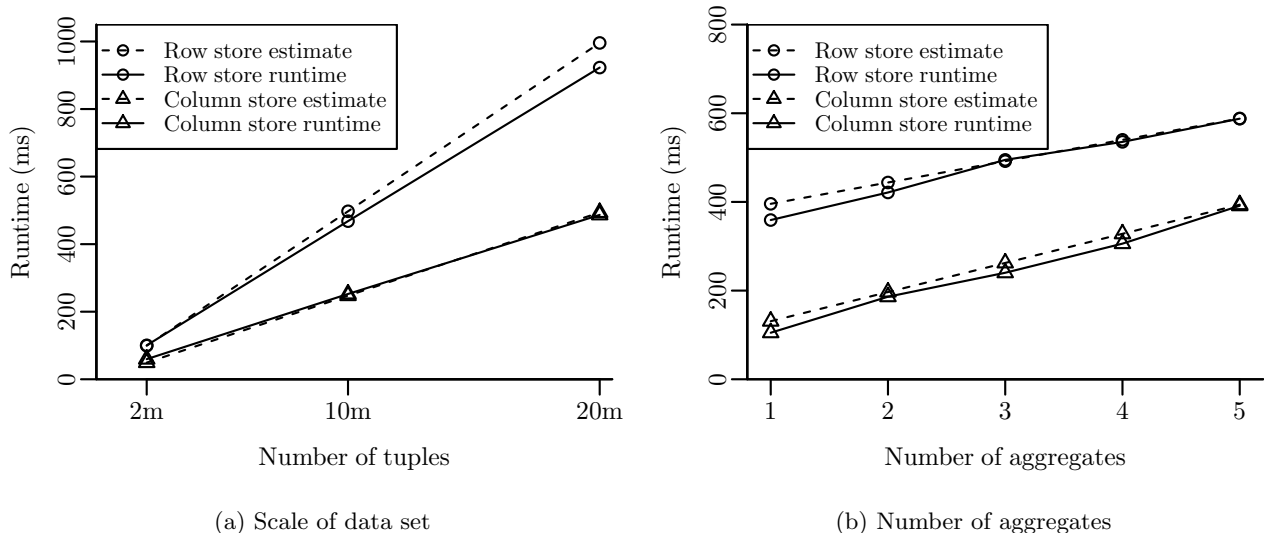 Row store estimate
Row store runtime
Column store estimate
Column store runtime
Runtime (ms)
0
200
400
600
800
1000
2m
10m
20m
Number of tuples
(a) Scale of data set
Row store estimate
Row store runtime
Column store estimate
Column store runtime
Runtime (ms)
0
200
400
600
800
1
2
3
4
5
Number of aggregates
(b) Number of aggregates